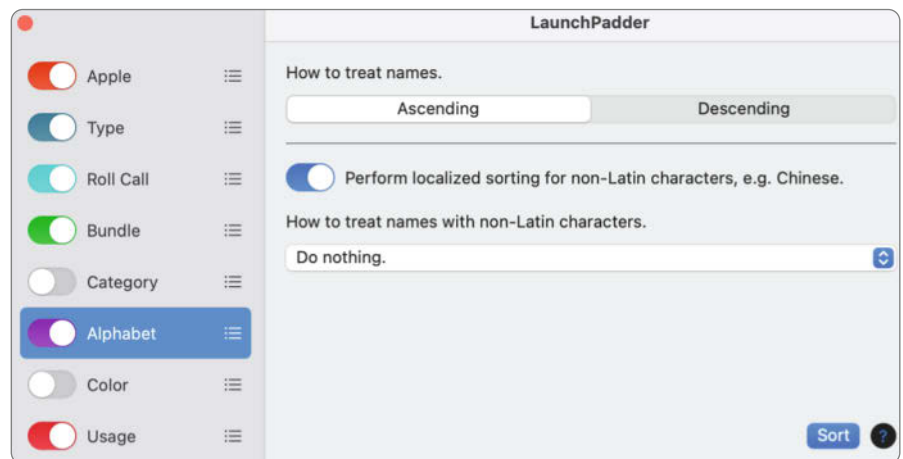 LaunchPadder
Apple
Type
Roll Call
Bundle
Category
Alphabet
Color
Usage
How to treat names.
Ascending
Descending
Perform localized sorting for non-Latin characters, e.g. Chinese.
How to treat names with non-Latin characters.
Do nothing.
Sort
?